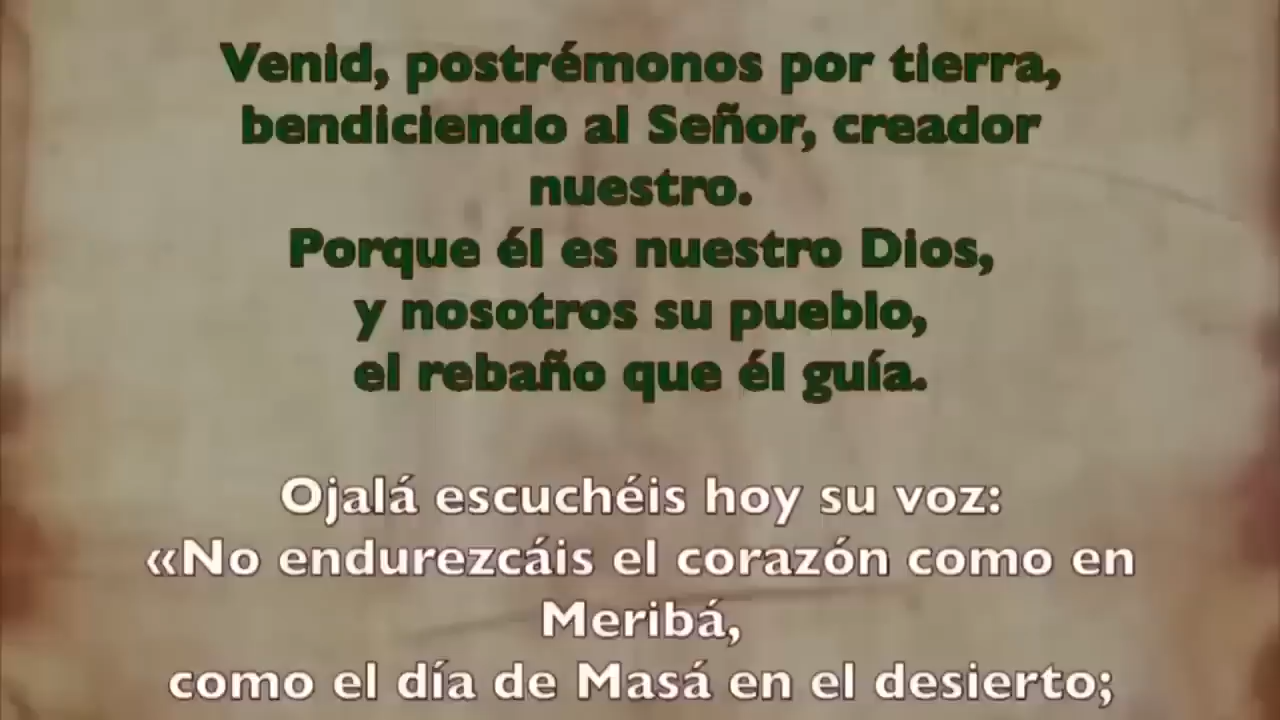 Venid, postrémonos por tierra,
bendiciendo al Señor, creador
nuestro.
Porque él es nuestro Dios,
y nosotros su pueblo,
el rebaño que él guía.
Ojalá escuchéis hoy su voz:
«No endurezcáis el corazón como en
Meribá,
como el día de Masá en el desierto;